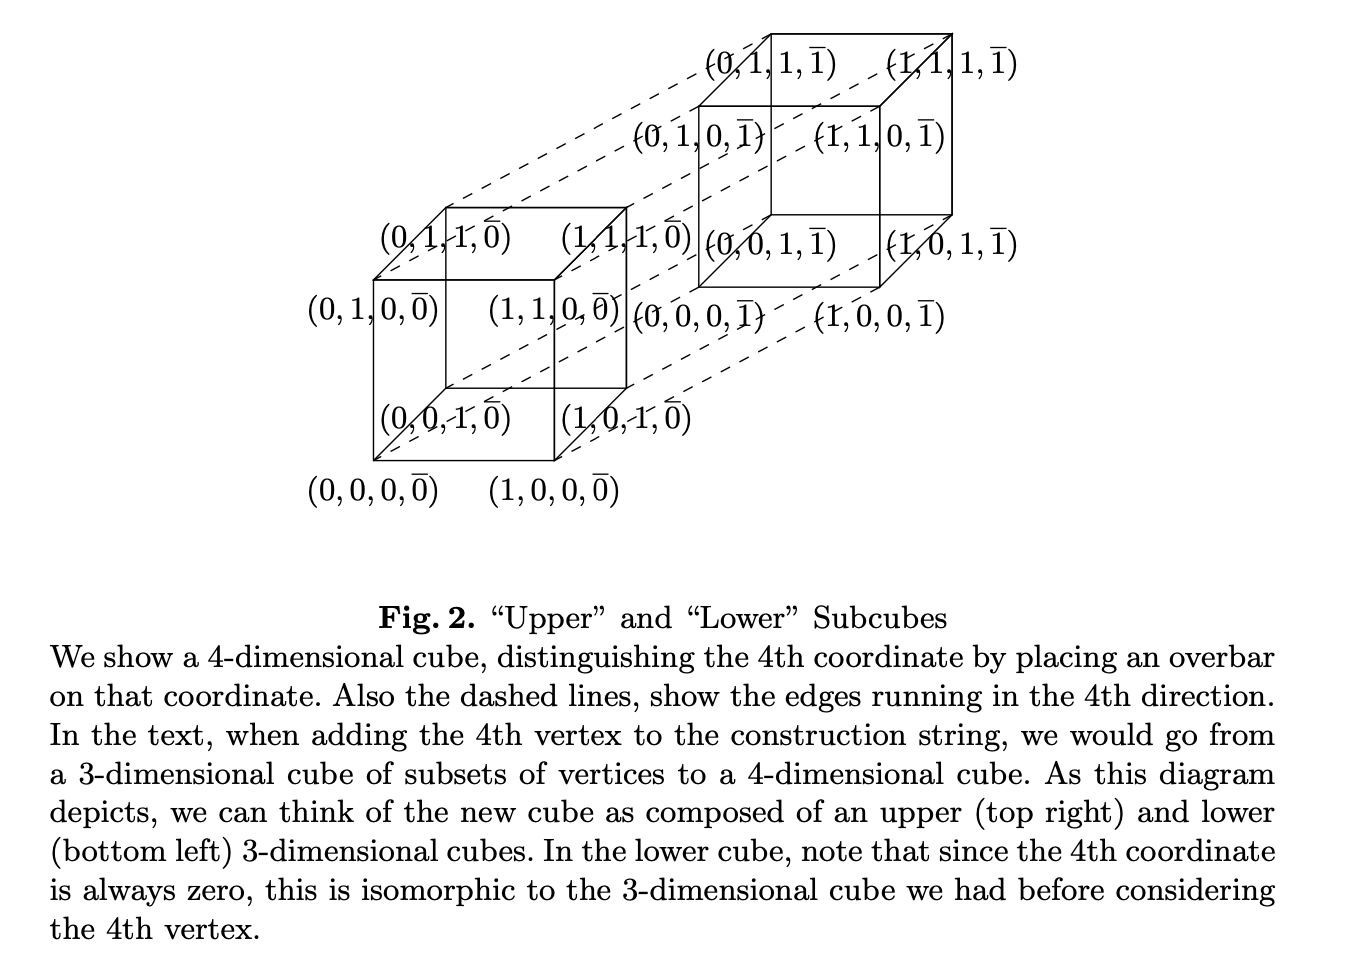 (0, 1, 1, 1̅) (1, 1, 1, 1̅)
(0, 1, 0, 1̅) (1, 1, 0, 1̅)
(0, 1, 1, 0̅) (1, 1, 1, 0̅) (0, 0, 1, 1̅) (1, 0, 1, 1̅)
(0, 1, 0, 0̅) (1, 1, 0, 0̅) (0, 0, 0, 1̅) (1, 0, 0, 1̅)
(0, 0, 1, 0̅) (1, 0, 1, 0̅)
(0, 0, 0, 0̅) (1, 0, 0, 0̅)
Fig. 2. “Upper” and “Lower” Subcubes
We show a 4-dimensional cube, distinguishing the 4th coordinate by placing an overbar
on that coordinate. Also the dashed lines, show the edges running in the 4th direction.
In the text, when adding the 4th vertex to the construction string, we would go from
a 3-dimensional cube of subsets of vertices to a 4-dimensional cube. As this diagram
depicts, we can think of the new cube as composed of an upper (top right) and lower
(bottom left) 3-dimensional cubes. In the lower cube, note that since the 4th coordinate
is always zero, this is isomorphic to the 3-dimensional cube we had before considering
the 4th vertex.